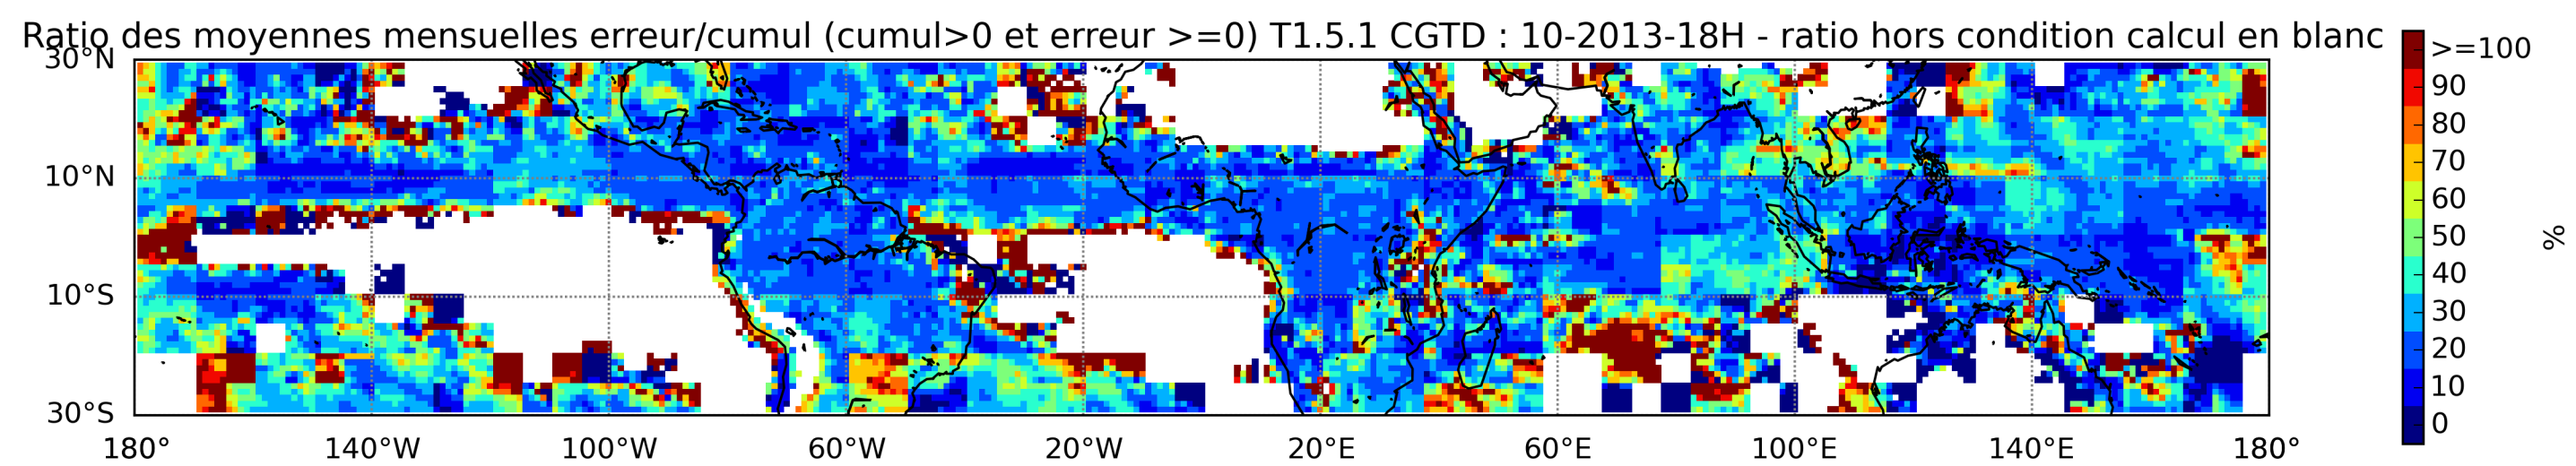 Ratio des moyennes mensuelles erreur/cumul (cumul>0 et erreur >=0) T1.5.1 CGTD : 10-2013-18H - ratio hors condition calcul en blanc
30°N
10°N
10°S
30°S
180°
140°W
100°W
60°W
20°W
20°E
60°E
100°E
140°E
180°
>=100
90
80
70
60
50
40
30
20
10
0
%